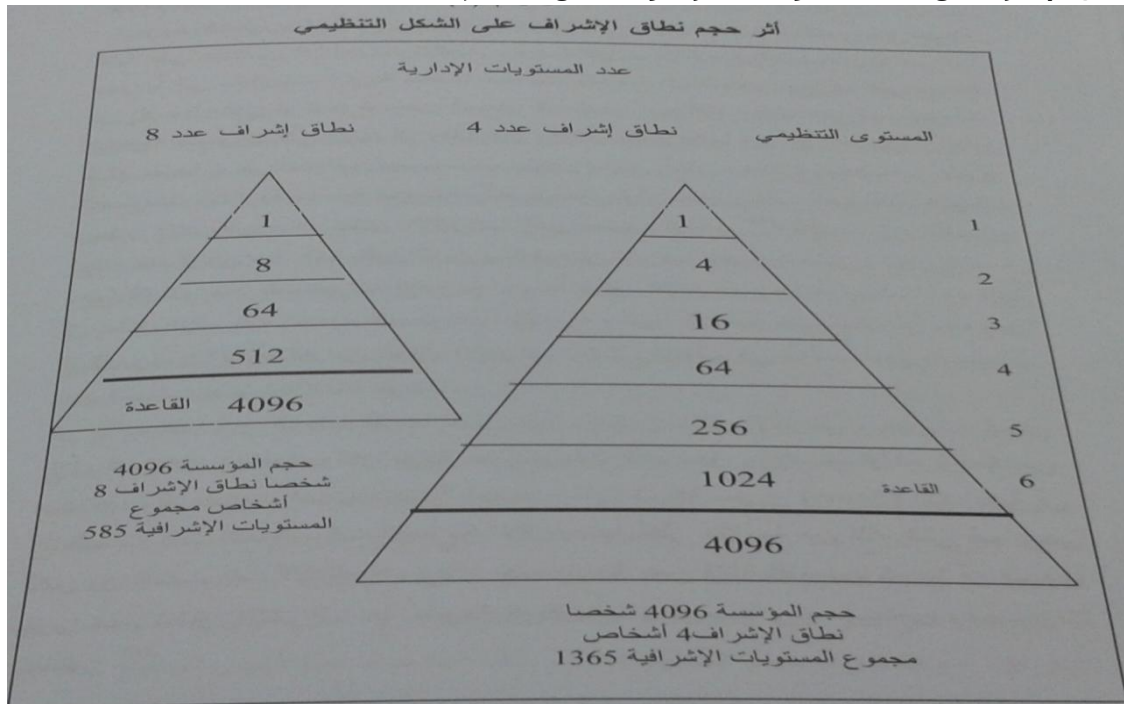 أثر حجم نطاق الإشراف على الشكل التنظيمي
عدد المستويات الإدارية
المستوى التنظيمي
نطاق إشراف عدد 4
نطاق إشراف عدد 8
1
2
3
4
5
6
1
4
16
64
256
1024 القاعدة
4096
حجم المؤسسة 4096 شخصا
نطاق الإشراف4 أشخاص
مجموع المستويات الإشرافية 1365
1
8
64
512
4096 القاعدة
حجم المؤسسة 4096
شخصا نطاق الإشراف 8
أشخاص مجموع
المستويات الإشرافية 585